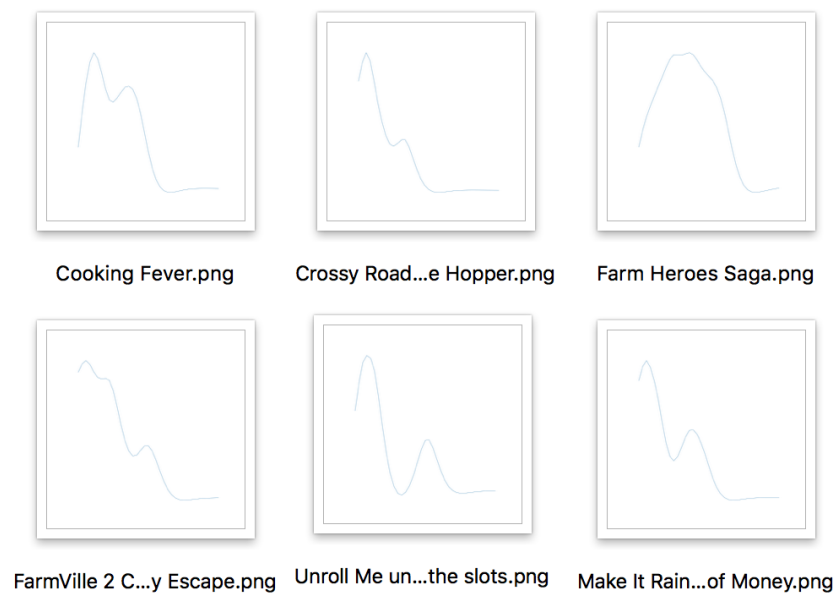 Cooking Fever.png
Crossy Road...e Hopper.png
Farm Heroes Saga.png
FarmVille 2 C...y Escape.png
Unroll Me un...the slots.png
Make It Rain...of Money.png